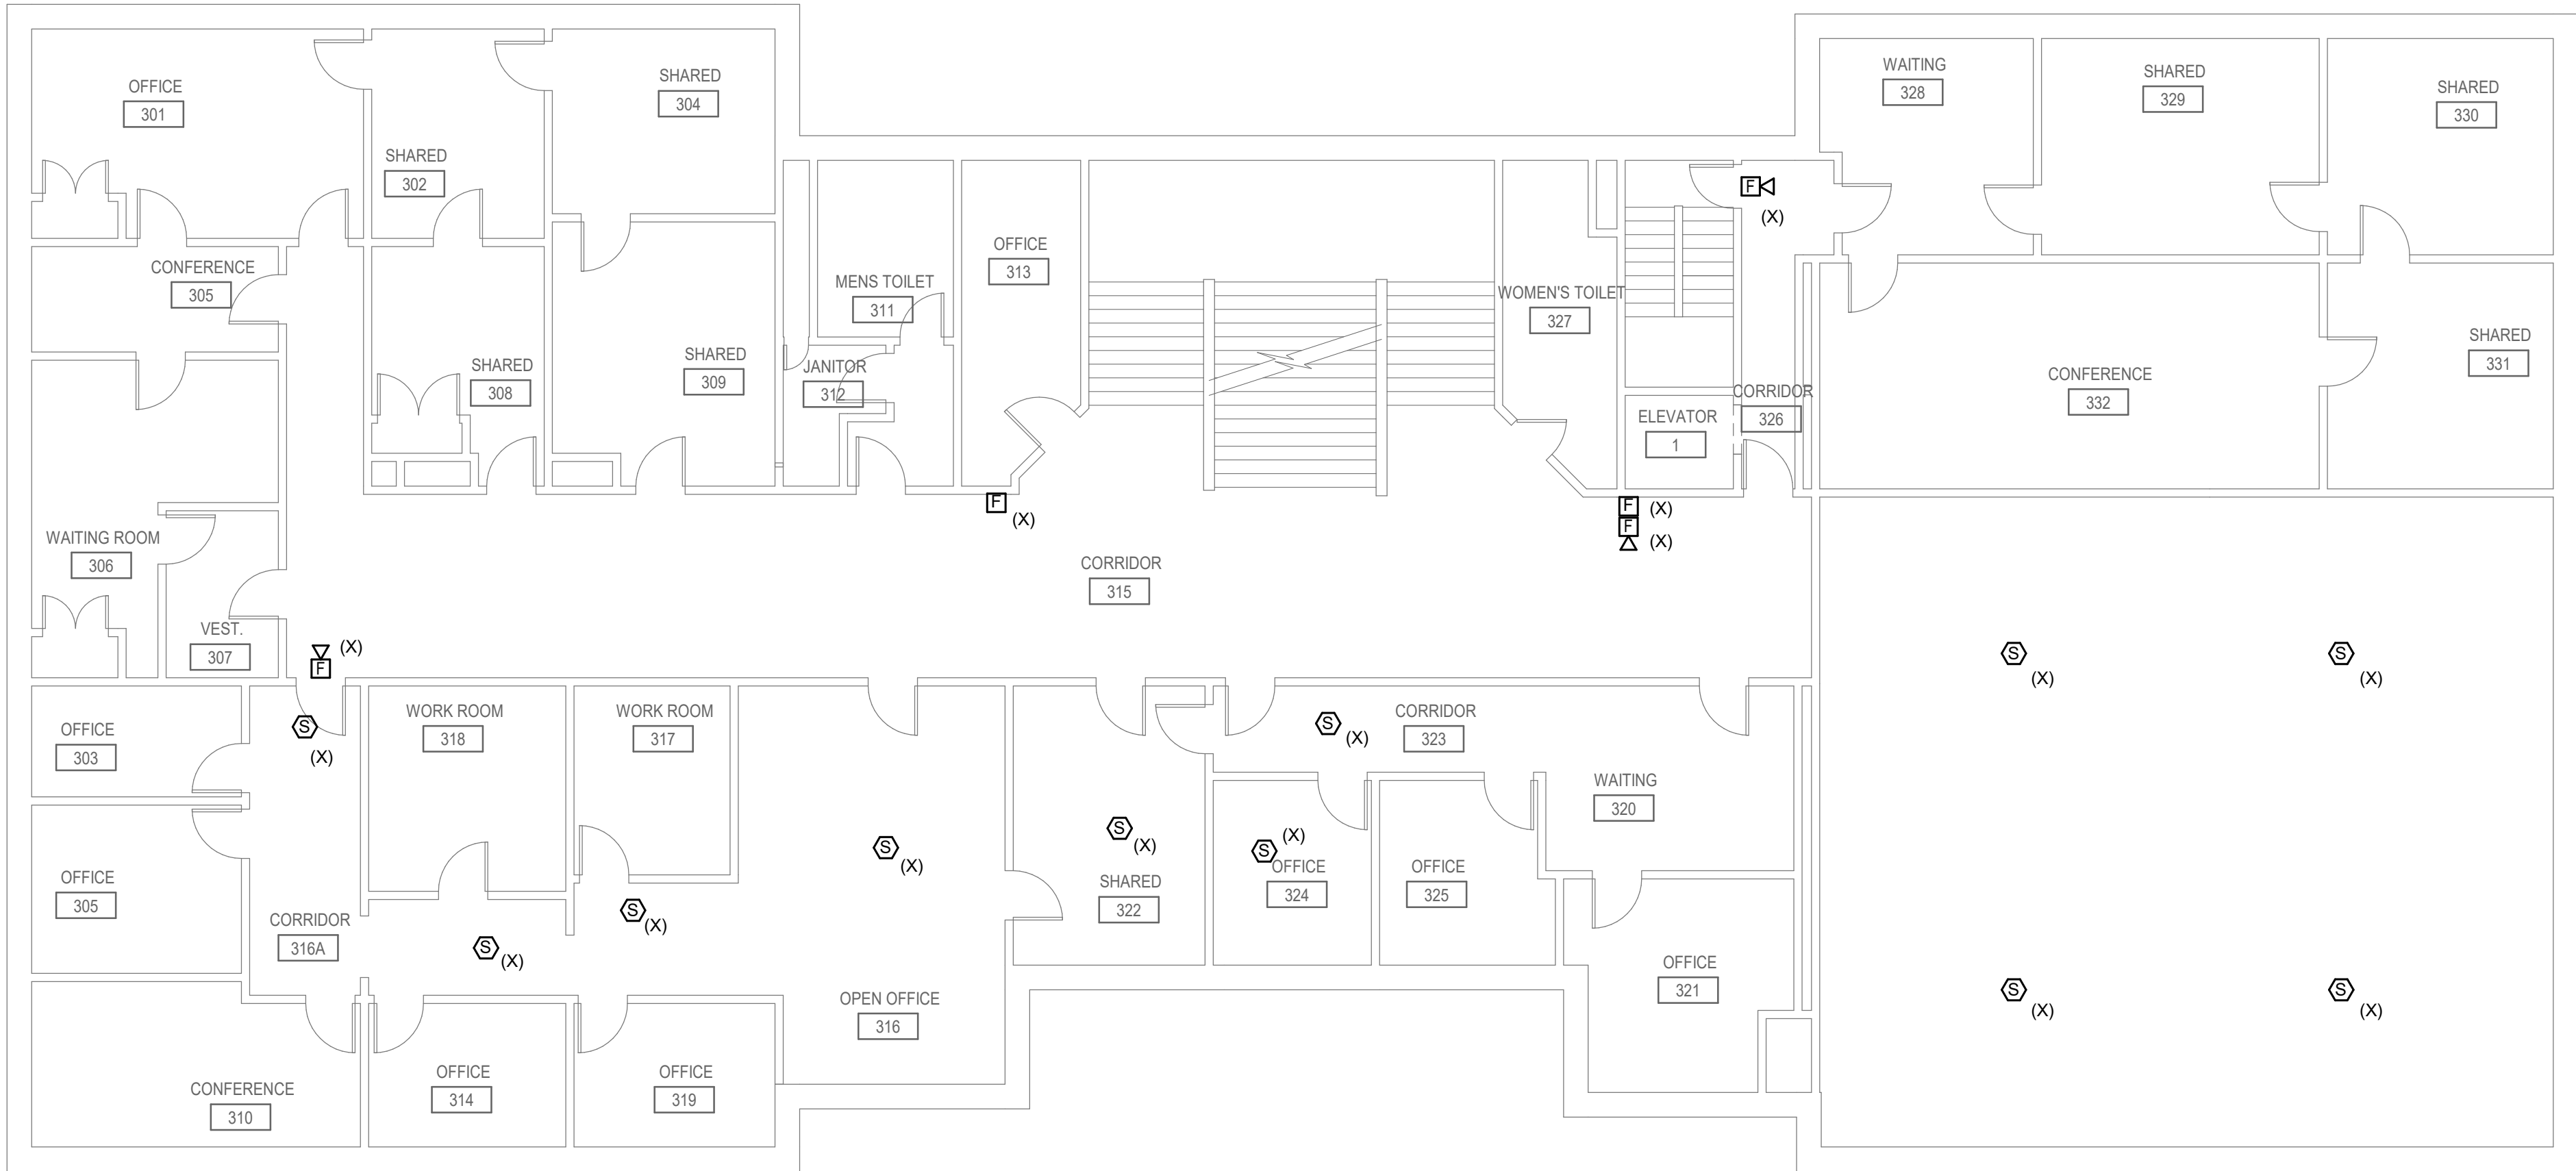 OFFICE
301
SHARED
302
SHARED
304
CONFERENCE
305
WAITING ROOM
306
VEST.
307
SHARED
308
SHARED
309
MENS TOILET
311
JANITOR
312
OFFICE
313
WOMEN'S TOILET
327
ELEVATOR
1
CORRIDOR
326
F
(X)
WAITING
328
SHARED
329
SHARED
330
SHARED
331
CONFERENCE
332
F
(X)
F
(X)
F
(X)
CORRIDOR
315
(X)
F
OFFICE
303
S
(X)
OFFICE
305
CORRIDOR
316A
CONFERENCE
310
WORK ROOM
318
WORK ROOM
317
S
(X)
S
(X)
S
(X)
OFFICE
314
OFFICE
319
OPEN OFFICE
316
S
(X)
SHARED
322
S
(X)
CORRIDOR
323
S
(X)
OFFICE
324
OFFICE
325
WAITING
320
OFFICE
321
S
(X)
S
(X)
S
(X)
S
(X)